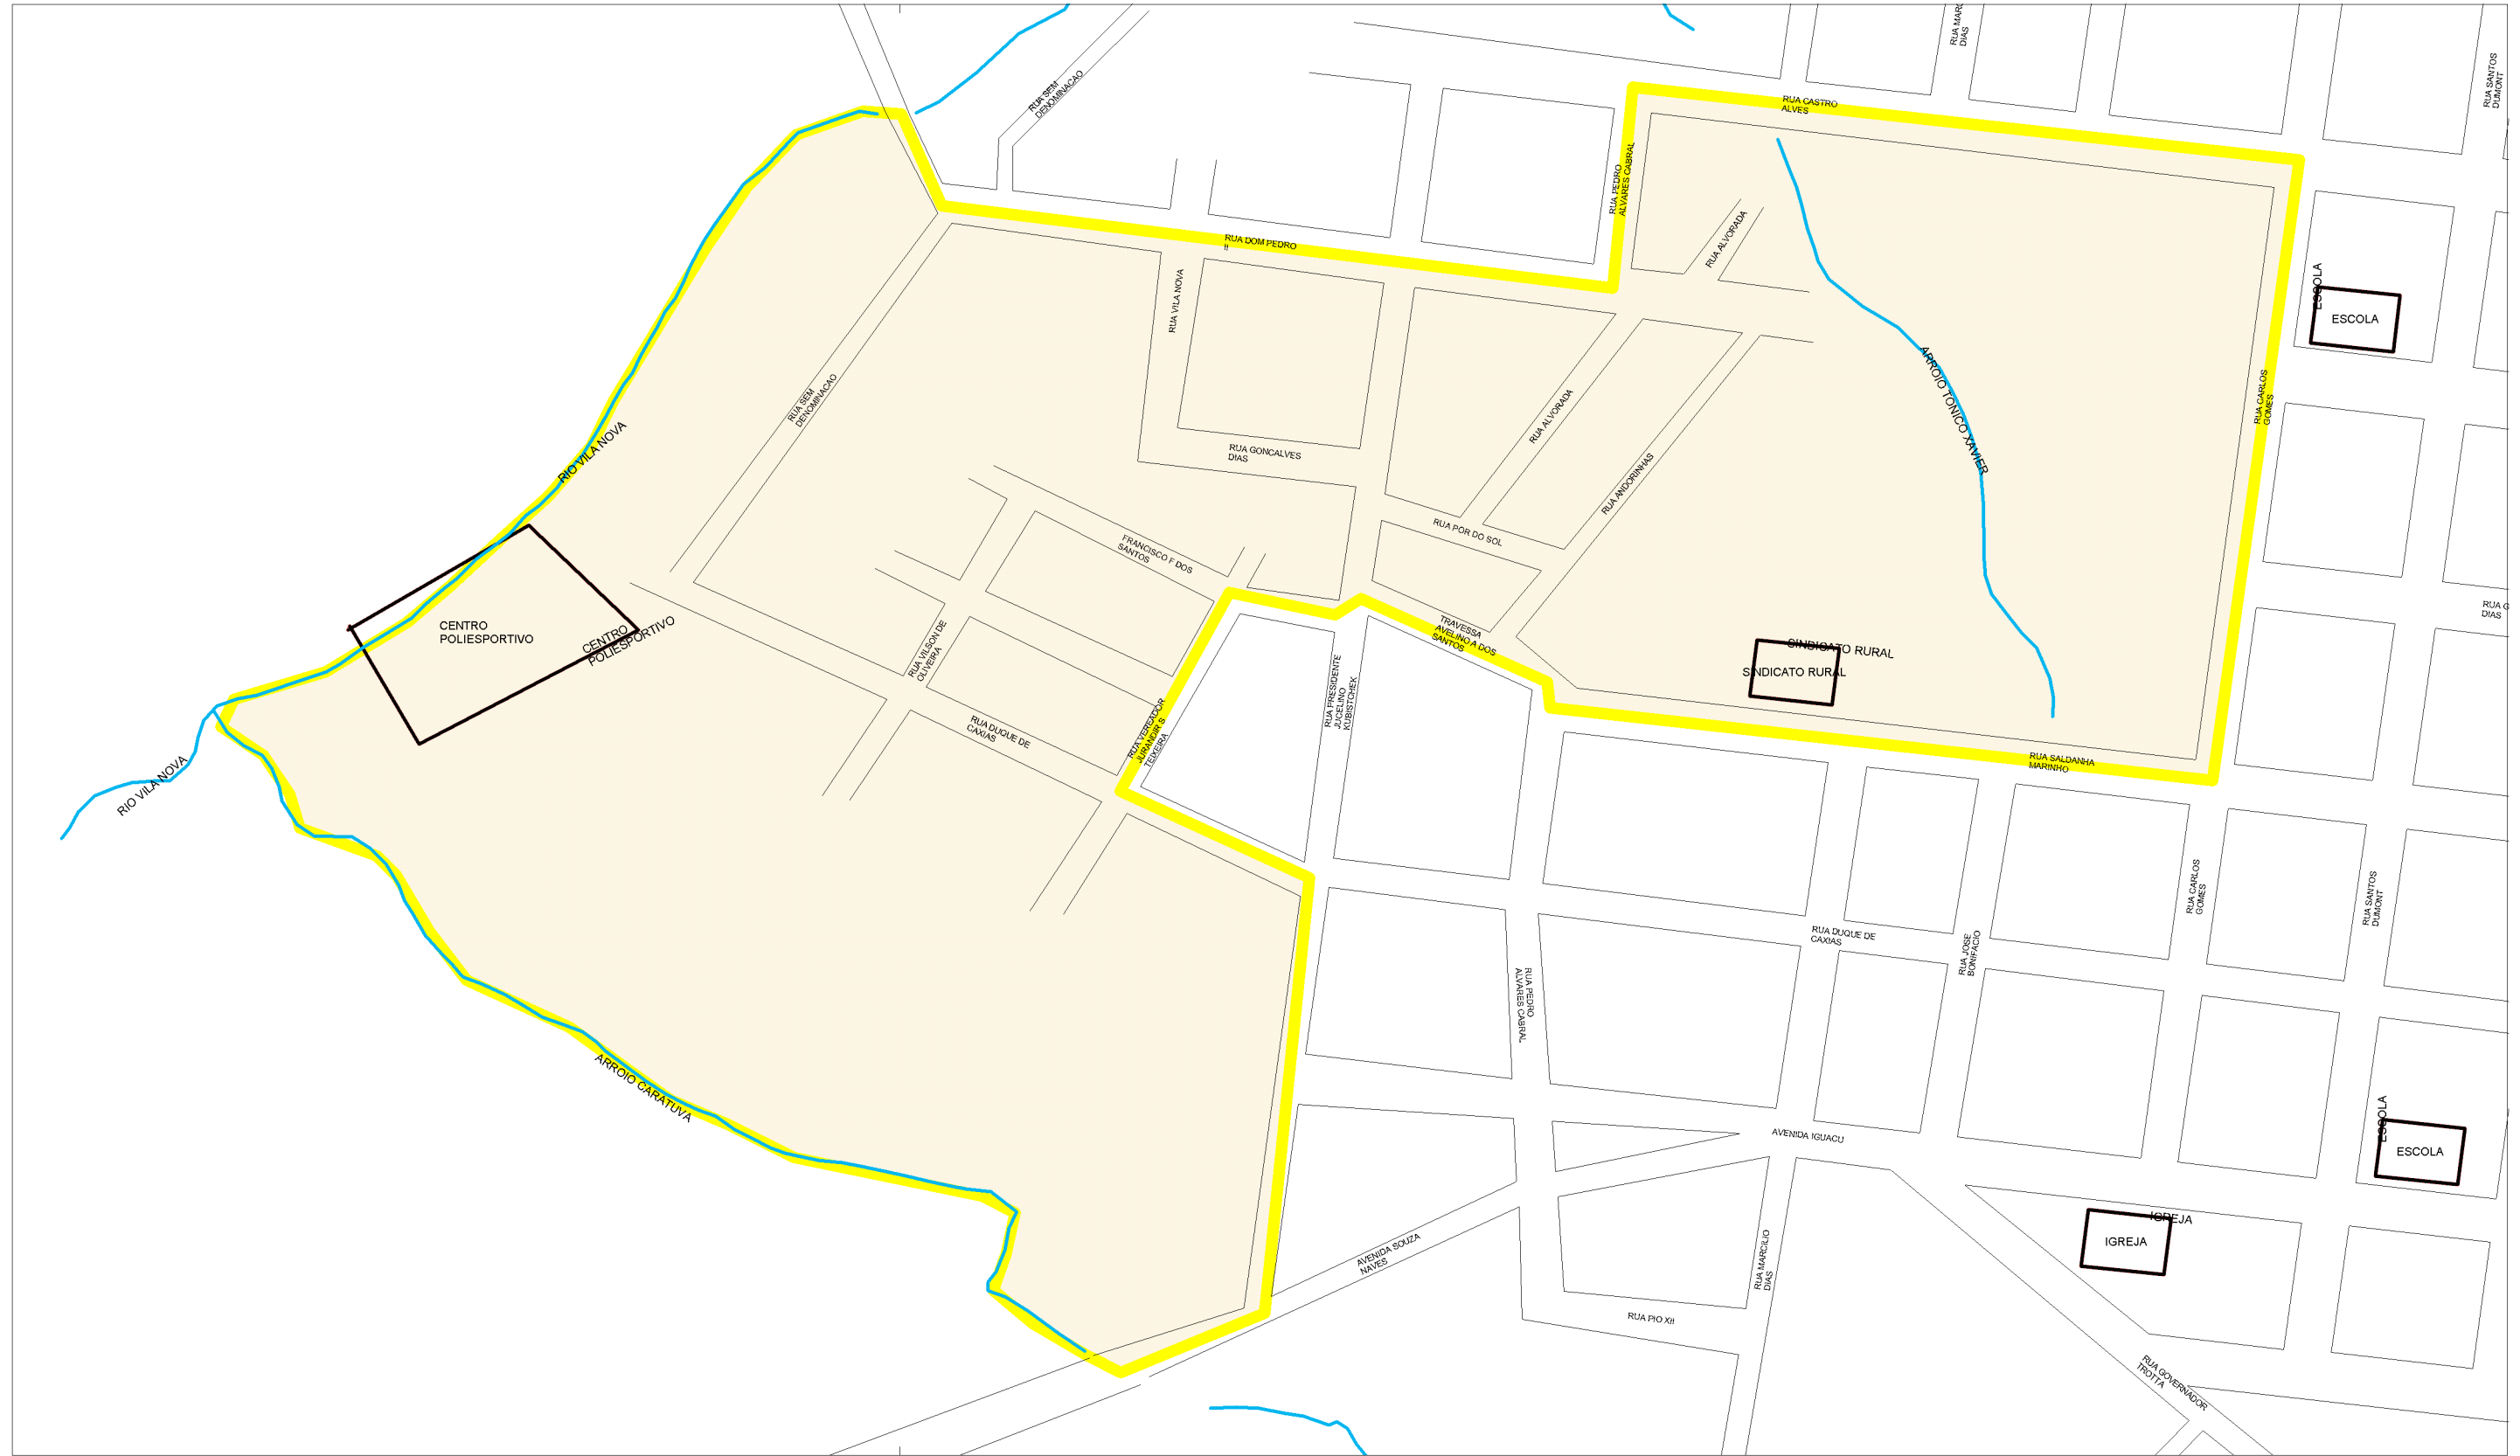 RUA MARC
DIAS
RUA SANTOS
DUMONT
RUA SEM
DENOMINACAO
RUA CASTRO
ALVES
RUA PEDRO
ALVARES CABRAL
RUA ALVORADA
RUA DOM PEDRO
II
RUA VILA NOVA
ESCOLA
ESCOLA
ARROIO TONICO XAVIER
RUA CARLOS
GOMES
RUA SEM
DENOMINACAO
RUA ALVORADA
RIO VILA NOVA
RUA GONCALVES
DIAS
RUA ANDORINHAS
RUA POR DO SOL
FRANCISCO F DOS
SANTOS
RUA G
DIAS
CENTRO
POLIESPORTIVO
CENTRO
POLIESPORTIVO
RUA VILSON DE
OLIVEIRA
TRAVESSA
AVELINO A DOS
SANTOS
SINDICATO RURAL
SINDICATO RURAL
RUA PRESIDENTE
JUCELINO
KUBISTCHEK
RUA VEREADOR
JURANDIR S
TEIXEIRA
RUA DUQUE DE
CAXIAS
RUA SALDANHA
MARINHO
RIO VILA NOVA
RUA CARLOS
GOMES
RUA SANTOS
DUMONT
RUA DUQUE DE
CAXIAS
RUA JOSE
BONIFACIO
RUA PEDRO
ALVARES CABRAL
ARROIO CARATUVA
AVENIDA IGUACU
ESCOLA
ESCOLA
IGREJA
IGREJA
AVENIDA SOUZA
NAVES
RUA MARCILIO
DIAS
RUA PIO XII
RUA GOVERNADOR
TROTTA